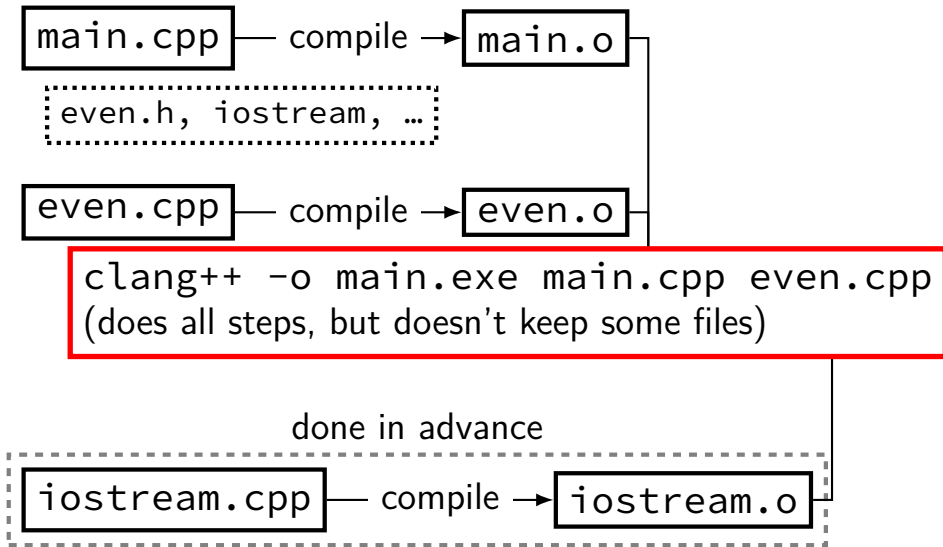 main.cpp compile main.o
even.h, iostream, …
even.cpp compile even.o
clang++ -o main.exe main.cpp even.cpp
(does all steps, but doesn't keep some files)
done in advance
iostream.cpp compile iostream.o